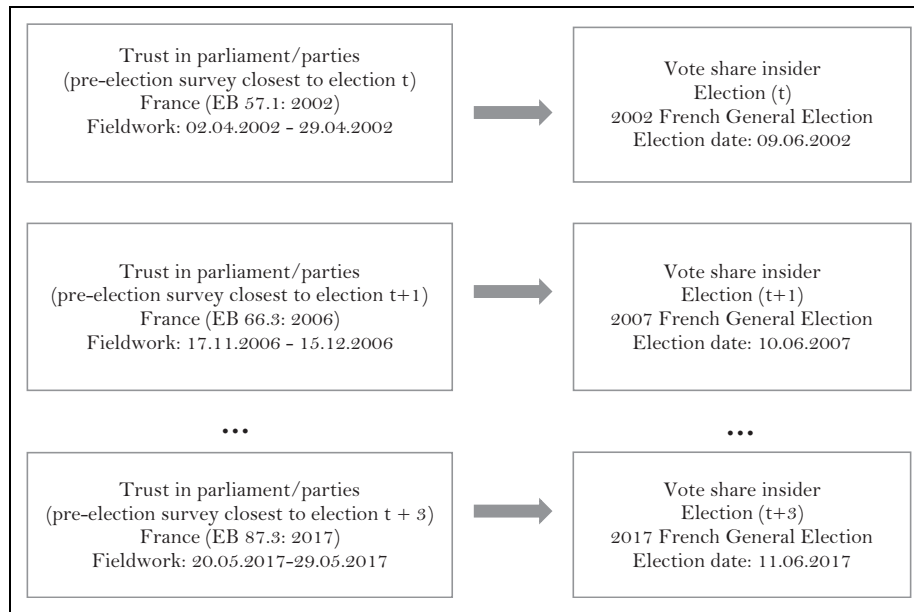 Trust in parliament/parties
(pre-election survey closest to election t)
France (EB 57.1: 2002)
Fieldwork: 02.04.2002 - 29.04.2002
Vote share insider
Election (t)
2002 French General Election
Election date: 09.06.2002
Trust in parliament/parties
(pre-election survey closest to election t+1)
France (EB 66.3: 2006)
Fieldwork: 17.11.2006 - 15.12.2006
Vote share insider
Election (t+1)
2007 French General Election
Election date: 10.06.2007
...
...
Trust in parliament/parties
(pre-election survey closest to election t + 3)
France (EB 87.3: 2017)
Fieldwork: 20.05.2017-29.05.2017
Vote share insider
Election (t+3)
2017 French General Election
Election date: 11.06.2017